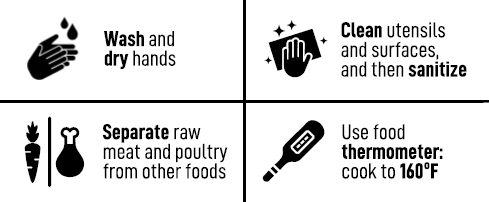 Wash and
dry hands
Clean utensils
and surfaces,
and then sanitize
Separate raw
meat and poultry
from other foods
Use food
thermometer:
cook to 160°F